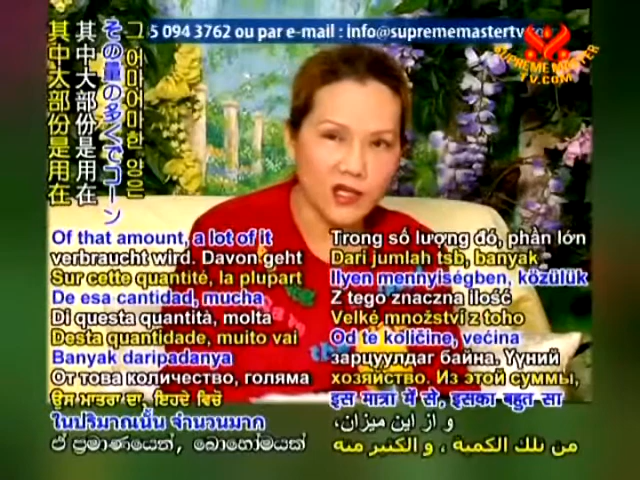 5 094 3762 ou par e-mail : info@suprememastertv.co
SUPREME MASTER
TV.COM
그 어마어마한 양은
その量の多くでコーン
其中大部份是用在
其中大部份是用在
Of that amount, a lot of it
verbraucht wird. Davon geht
Sur cette quantité, la plupart
De esa cantidad, mucha
Di questa quantità, molta
Desta quantidade, muito vai
Banyak daripadanya
От това количество, голяма
ਉਸ ਮਾਤਰਾ ਦਾ, ਇਹਦੇ ਵਿਚੋ
ในปริมาณนั้น จำนวนมาก
ඒ ප්‍රමාණයෙන්, බොහෝමයක්
Trong số lượng đó, phần lớn
Dari jumlah tsb, banyak
Ilyen mennyiségben, közülük
Z tego znaczna ilość
Velké množství z toho
Od te količine, većina
зарцуулдаг байна. Үүний
хозяйство. Из этой суммы,
इस मात्रा में से, इसका बहुत सा
و از این میزان،
من تلك الكمية ، و الكثير منه